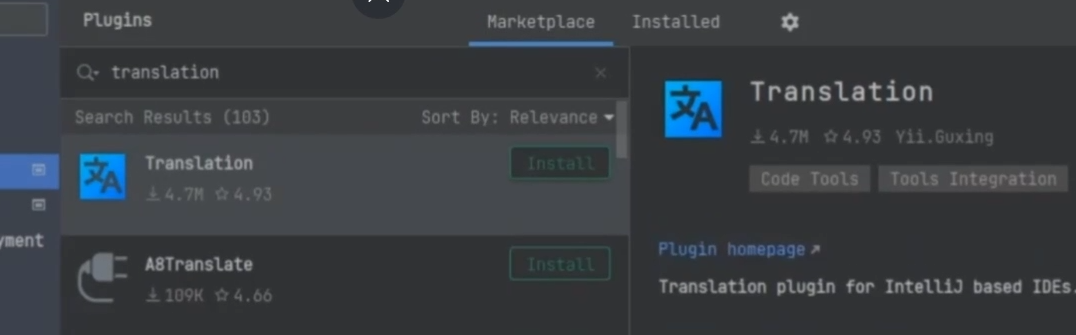 Plugins
Marketplace
Installed
translation
Search Results (103)
Sort By: Relevance
Translation
4.7M 4.93
Install
A8Translate
109K 4.66
Install
yment
文A
Translation
4.7M 4.93 Yii.Guxing
Code Tools
Tools Integration
Plugin homepage
Translation plugin for IntelliJ based IDEs.